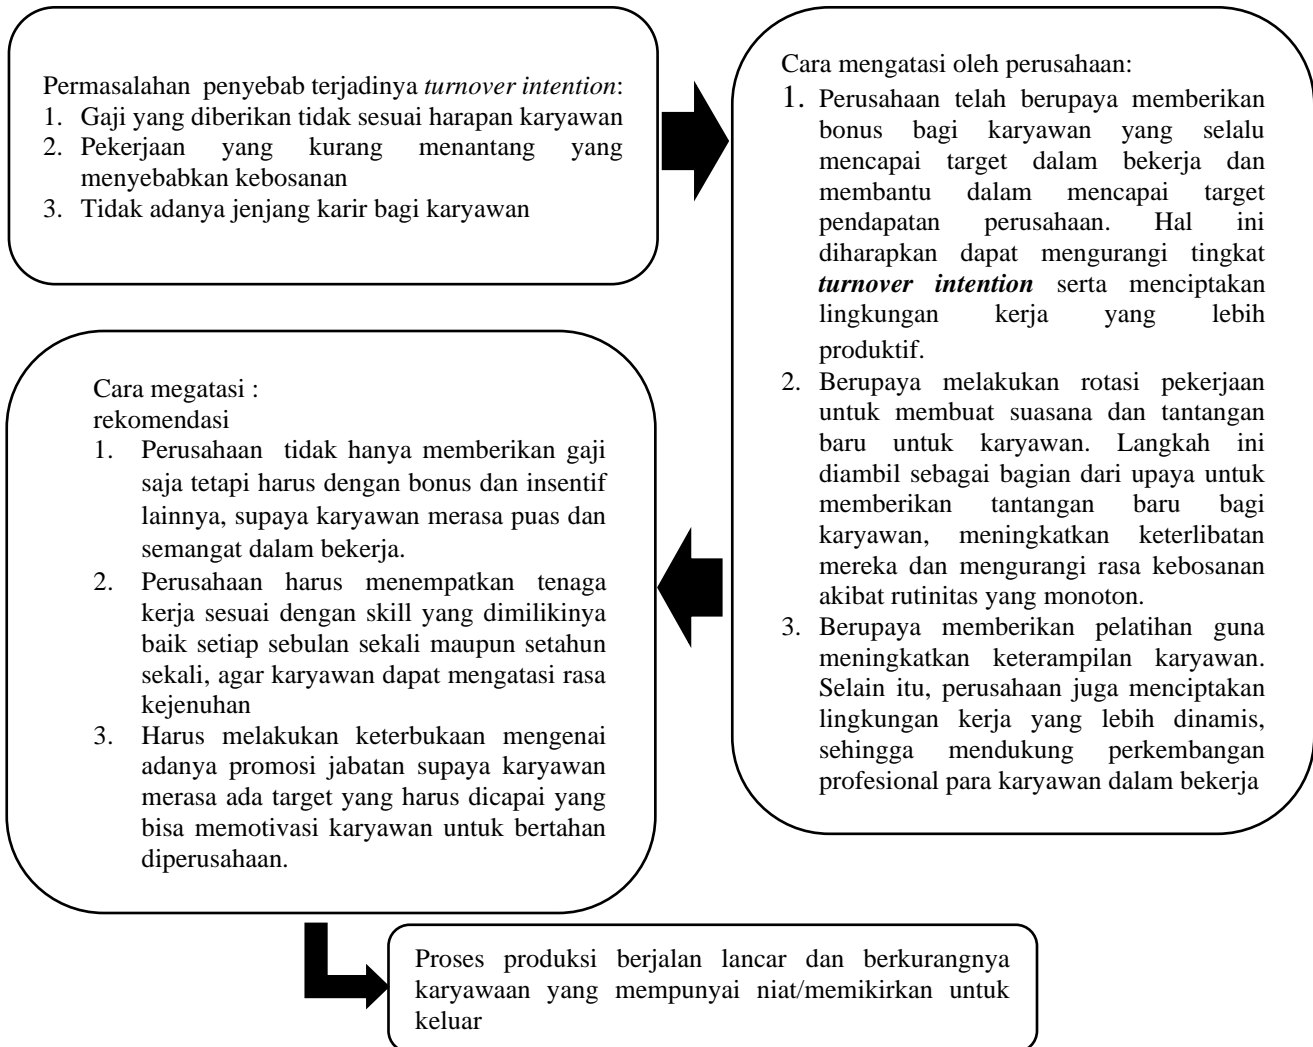 Permasalahan penyebab terjadinya turnover intention:
1. Gaji yang diberikan tidak sesuai harapan karyawan
2. Pekerjaan yang kurang menantang yang
menyebabkan kebosanan
3. Tidak adanya jenjang karir bagi karyawan
Cara mengatasi oleh perusahaan:
1. Perusahaan telah berupaya memberikan
bonus bagi karyawan yang selalu
mencapai target dalam bekerja dan
membantu dalam mencapai target
pendapatan perusahaan. Hal ini
diharapkan dapat mengurangi tingkat
turnover intention serta menciptakan
lingkungan kerja yang lebih
produktif.
2. Berupaya melakukan rotasi pekerjaan
untuk membuat suasana dan tantangan
baru untuk karyawan. Langkah ini
diambil sebagai bagian dari upaya untuk
memberikan tantangan baru bagi
karyawan, meningkatkan keterlibatan
mereka dan mengurangi rasa kebosanan
akibat rutinitas yang monoton.
3. Berupaya memberikan pelatihan guna
meningkatkan keterampilan karyawan.
Selain itu, perusahaan juga menciptakan
lingkungan kerja yang lebih dinamis,
sehingga mendukung perkembangan
profesional para karyawan dalam bekerja
Cara megatasi :
rekomendasi
1. Perusahaan tidak hanya memberikan gaji
saja tetapi harus dengan bonus dan insentif
lainnya, supaya karyawan merasa puas dan
semangat dalam bekerja.
2. Perusahaan harus menempatkan tenaga
kerja sesuai dengan skill yang dimilikinya
baik setiap sebulan sekali maupun setahun
sekali, agar karyawan dapat mengatasi rasa
kejenuhan
3. Harus melakukan keterbukaan mengenai
adanya promosi jabatan supaya karyawan
merasa ada target yang harus dicapai yang
bisa memotivasi karyawan untuk bertahan
diperusahaan.
Proses produksi berjalan lancar dan berkurangnya
karyawaan yang mempunyai niat/memikirkan untuk
keluar